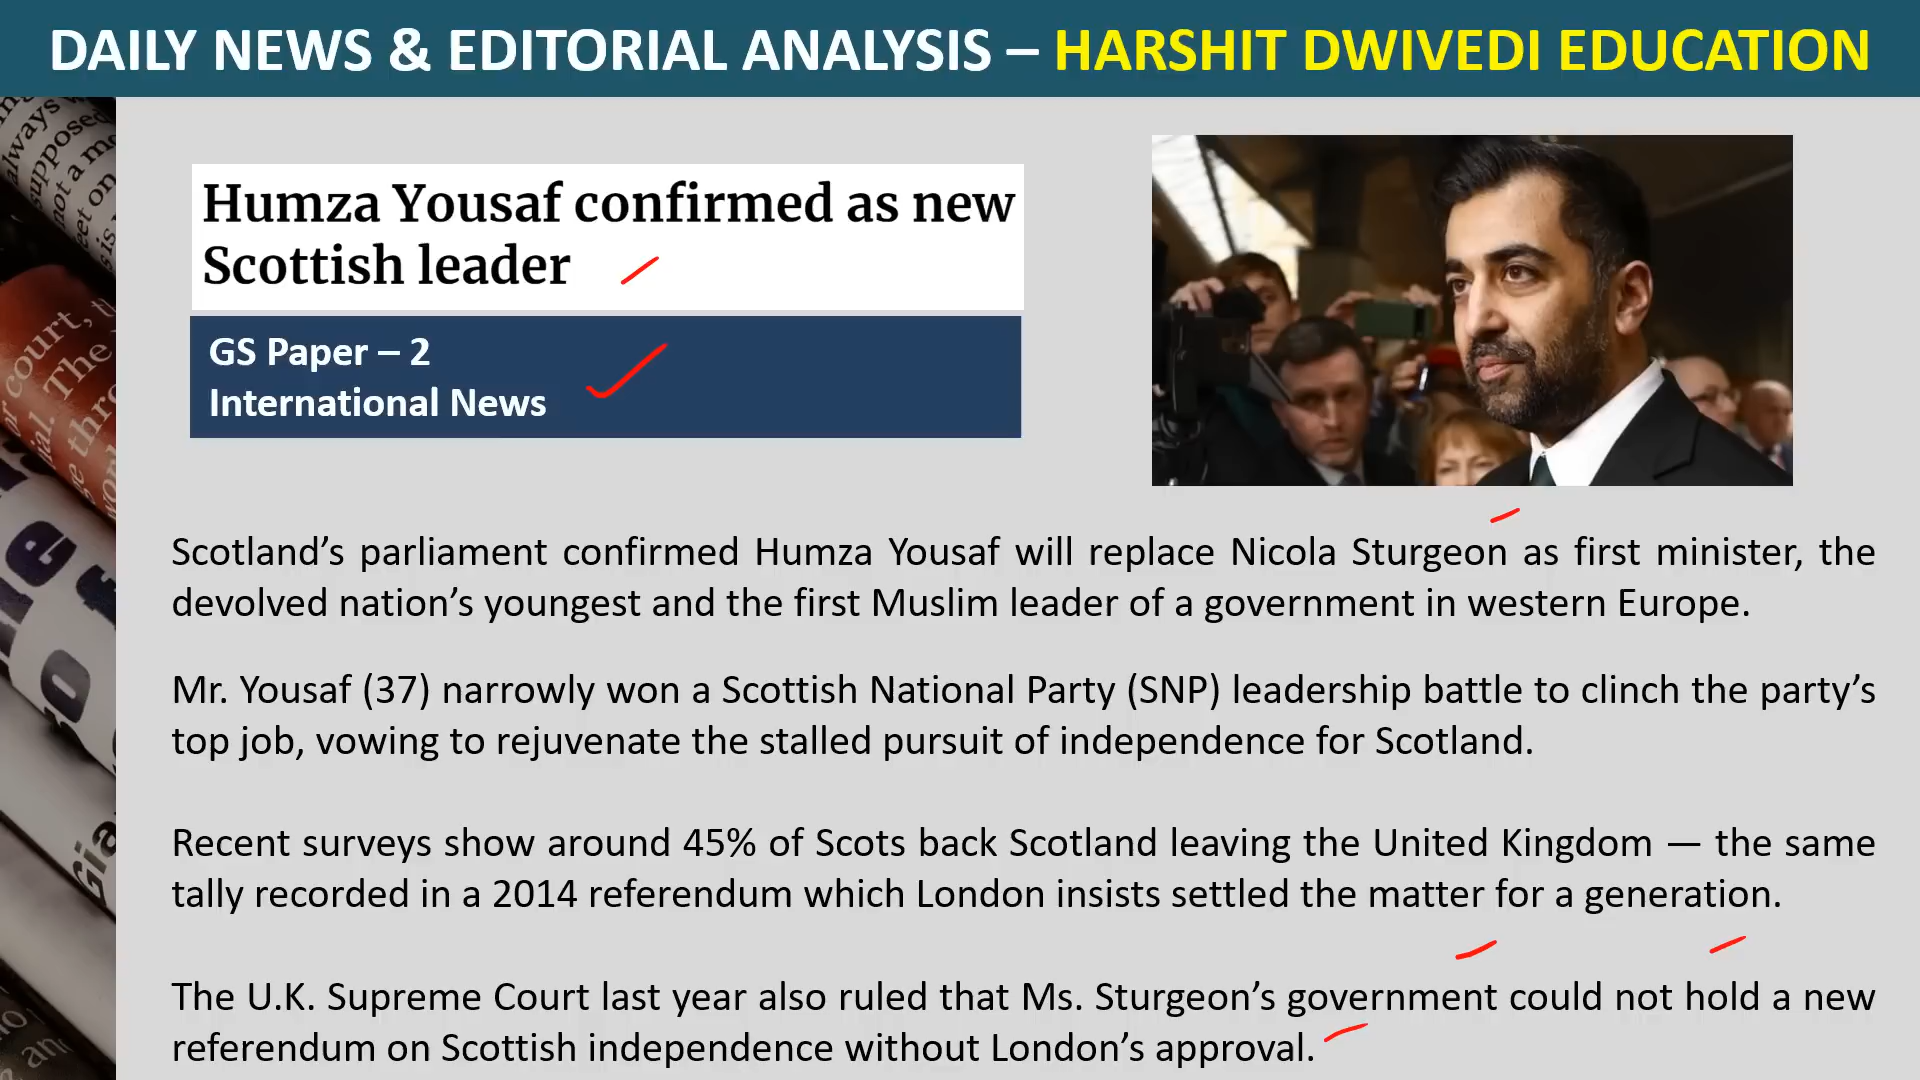 DAILY NEWS & EDITORIAL ANALYSIS – HARSHIT DWIVEDI EDUCATION
Humza Yousaf confirmed as new
Scottish leader
GS Paper – 2
International News
Scotland’s parliament confirmed Humza Yousaf will replace Nicola Sturgeon as first minister, the
devolved nation’s youngest and the first Muslim leader of a government in western Europe.
Mr. Yousaf (37) narrowly won a Scottish National Party (SNP) leadership battle to clinch the party’s
top job, vowing to rejuvenate the stalled pursuit of independence for Scotland.
Recent surveys show around 45% of Scots back Scotland leaving the United Kingdom — the same
tally recorded in a 2014 referendum which London insists settled the matter for a generation.
The U.K. Supreme Court last year also ruled that Ms. Sturgeon’s government could not hold a new
referendum on Scottish independence without London’s approval.
always
supposed
not a
court,
The